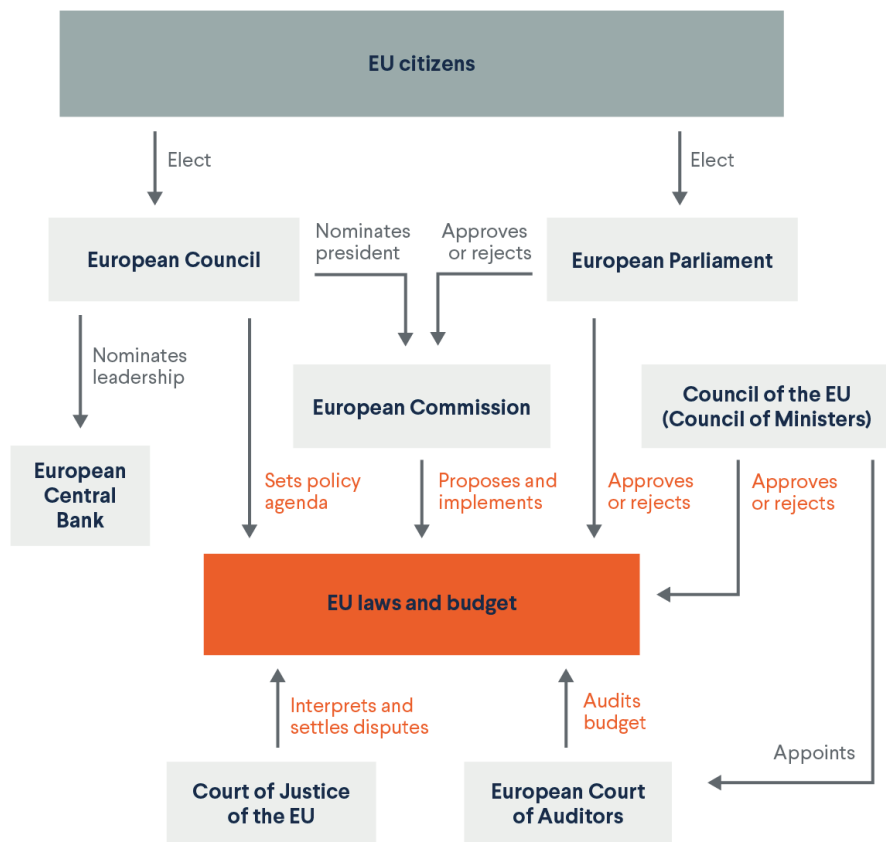 EU citizens
Elect
Elect
European Council
Nominates
president
Approves
or rejects
European Parliament
Nominates
leadership
European Commission
Council of the EU
(Council of Ministers)
European
Central
Bank
Sets policy
agenda
Proposes and
implements
Approves
or rejects
Approves
or rejects
EU laws and budget
Interprets and
settles disputes
Audits
budget
Appoints
Court of Justice
of the EU
European Court
of Auditors